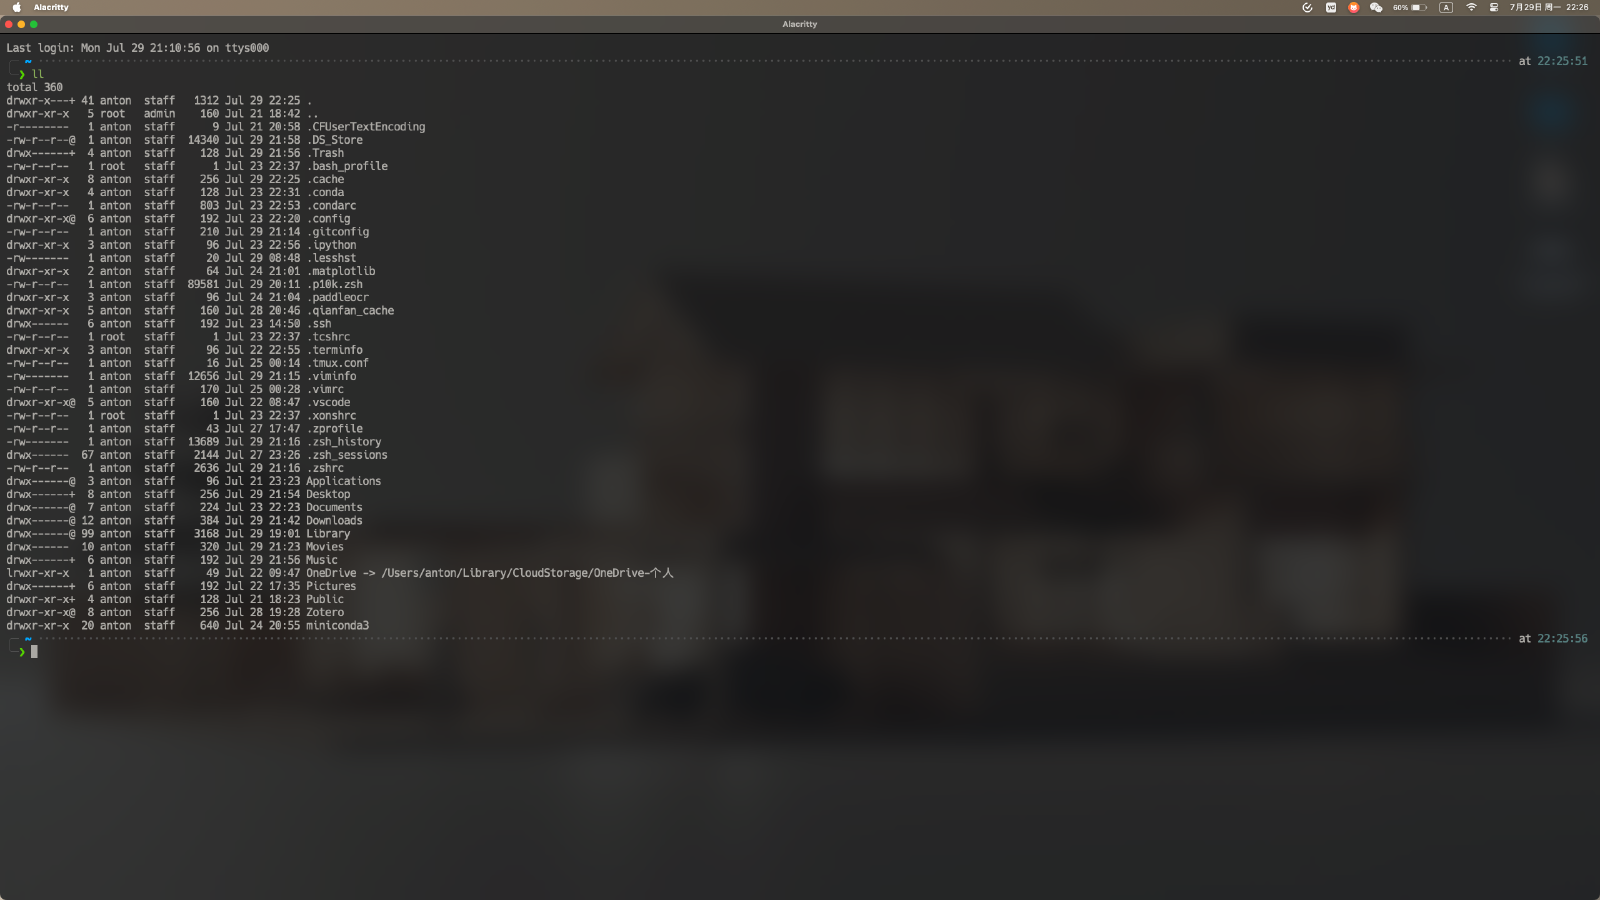 Alacritty
60% A 7月29日 周一 22:26
Alacritty
Last login: Mon Jul 29 21:10:56 on ttys000
~ at 22:25:51
❯ ll
total 360
drwxr-x---+ 41 anton staff 1312 Jul 29 22:25 .
drwxr-xr-x 5 root admin 160 Jul 21 18:42 ..
-r-------- 1 anton staff 9 Jul 21 20:58 .CFUserTextEncoding
-rw-r--r--@ 1 anton staff 14340 Jul 29 21:58 .DS_Store
drwx------+ 4 anton staff 128 Jul 29 21:56 .Trash
-rw-r--r-- 1 root staff 1 Jul 23 22:37 .bash_profile
drwxr-xr-x 8 anton staff 256 Jul 29 22:25 .cache
drwxr-xr-x 4 anton staff 128 Jul 23 22:31 .conda
-rw-r--r-- 1 anton staff 803 Jul 23 22:53 .condarc
drwxr-xr-x@ 6 anton staff 192 Jul 23 22:20 .config
-rw-r--r-- 1 anton staff 210 Jul 29 21:14 .gitconfig
drwxr-xr-x 3 anton staff 96 Jul 23 22:56 .ipython
-rw------- 1 anton staff 20 Jul 29 08:48 .lesshst
drwxr-xr-x 2 anton staff 64 Jul 24 21:01 .matplotlib
-rw-r--r-- 1 anton staff 89581 Jul 29 20:11 .p10k.zsh
drwxr-xr-x 3 anton staff 96 Jul 24 21:04 .paddleocr
drwxr-xr-x 5 anton staff 160 Jul 28 20:46 .qianfan_cache
drwx------ 6 anton staff 192 Jul 23 14:50 .ssh
-rw-r--r-- 1 root staff 1 Jul 23 22:37 .tcshrc
drwxr-xr-x 3 anton staff 96 Jul 22 22:55 .terminfo
-rw-r--r-- 1 anton staff 16 Jul 25 00:14 .tmux.conf
-rw------- 1 anton staff 12656 Jul 29 21:15 .viminfo
-rw-r--r-- 1 anton staff 170 Jul 25 00:28 .vimrc
drwxr-xr-x@ 5 anton staff 160 Jul 22 08:47 .vscode
-rw-r--r-- 1 root staff 1 Jul 23 22:37 .xonshrc
-rw-r--r-- 1 anton staff 43 Jul 27 17:47 .zprofile
-rw------- 1 anton staff 13689 Jul 29 21:16 .zsh_history
drwx------ 67 anton staff 2144 Jul 27 23:26 .zsh_sessions
-rw-r--r-- 1 anton staff 2636 Jul 29 21:16 .zshrc
drwx------@ 3 anton staff 96 Jul 21 23:23 Applications
drwx------+ 8 anton staff 256 Jul 29 21:54 Desktop
drwx------@ 7 anton staff 224 Jul 23 22:23 Documents
drwx------@ 12 anton staff 384 Jul 29 21:42 Downloads
drwx------@ 99 anton staff 3168 Jul 29 19:01 Library
drwx------ 10 anton staff 320 Jul 29 21:23 Movies
drwx------+ 6 anton staff 192 Jul 29 21:56 Music
lrwxr-xr-x 1 anton staff 49 Jul 22 09:47 OneDrive -> /Users/anton/Library/CloudStorage/OneDrive-个人
drwx------+ 6 anton staff 192 Jul 22 17:35 Pictures
drwxr-xr-x+ 4 anton staff 128 Jul 21 18:23 Public
drwxr-xr-x@ 8 anton staff 256 Jul 28 19:28 Zotero
drwxr-xr-x 20 anton staff 640 Jul 24 20:55 miniconda3
~ at 22:25:56
❯